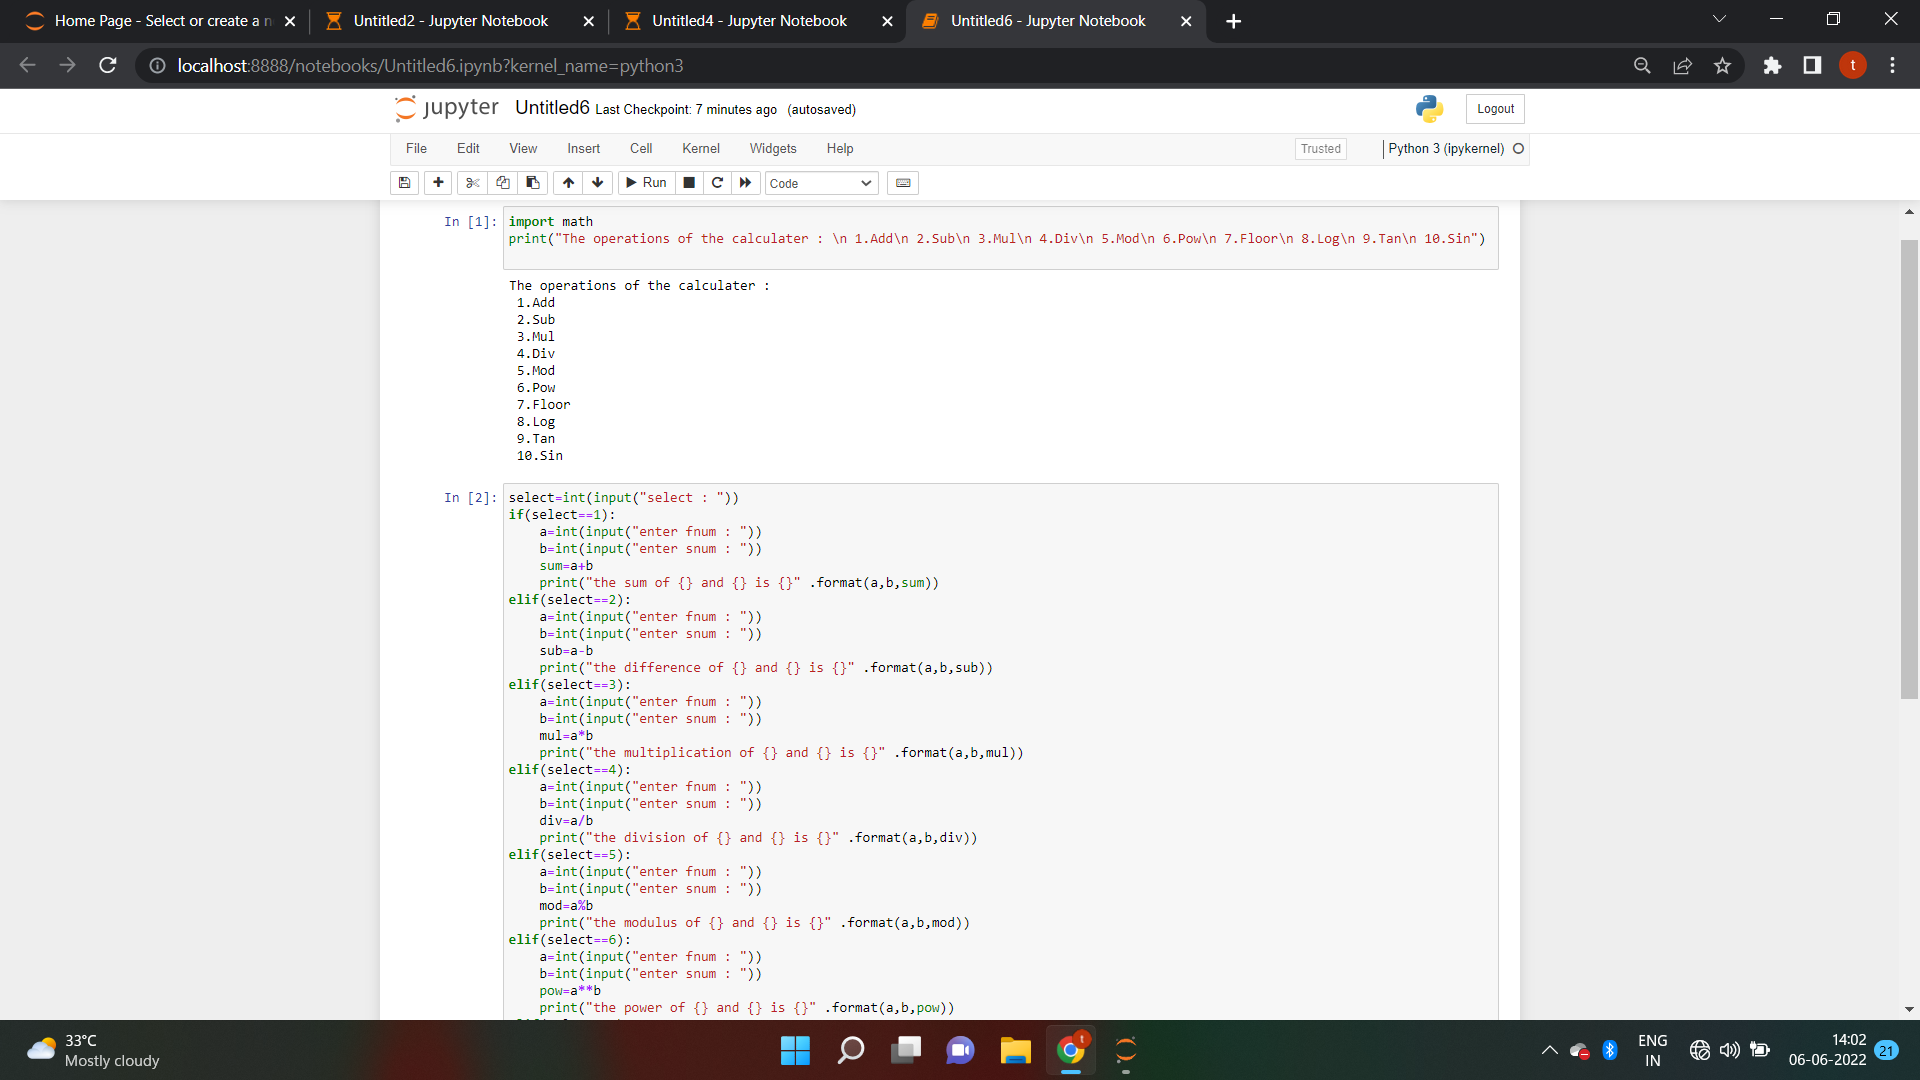 Home Page - Select or create a n
Untitled2 - Jupyter Notebook
Untitled4 - Jupyter Notebook
Untitled6 - Jupyter Notebook
localhost:8888/notebooks/Untitled6.ipynb?kernel_name=python3
t
jupyter Untitled6 Last Checkpoint: 7 minutes ago (autosaved)
Logout
File Edit View Insert Cell Kernel Widgets Help
Trusted
Python 3 (ipykernel)
Run
Code
In [1]: import math
print("The operations of the calculater : \n 1.Add\n 2.Sub\n 3.Mul\n 4.Div\n 5.Mod\n 6.Pow\n 7.Floor\n 8.Log\n 9.Tan\n 10.Sin")
The operations of the calculater :
1.Add
2.Sub
3.Mul
4.Div
5.Mod
6.Pow
7.Floor
8.Log
9.Tan
10.Sin
In [2]: select=int(input("select : "))
if(select==1):
    a=int(input("enter fnum : "))
    b=int(input("enter snum : "))
    sum=a+b
    print("the sum of {} and {} is {}" .format(a,b,sum))
elif(select==2):
    a=int(input("enter fnum : "))
    b=int(input("enter snum : "))
    sub=a-b
    print("the difference of {} and {} is {}" .format(a,b,sub))
elif(select==3):
    a=int(input("enter fnum : "))
    b=int(input("enter snum : "))
    mul=a*b
    print("the multiplication of {} and {} is {}" .format(a,b,mul))
elif(select==4):
    a=int(input("enter fnum : "))
    b=int(input("enter snum : "))
    div=a/b
    print("the division of {} and {} is {}" .format(a,b,div))
elif(select==5):
    a=int(input("enter fnum : "))
    b=int(input("enter snum : "))
    mod=a%b
    print("the modulus of {} and {} is {}" .format(a,b,mod))
elif(select==6):
    a=int(input("enter fnum : "))
    b=int(input("enter snum : "))
    pow=a**b
    print("the power of {} and {} is {}" .format(a,b,pow))
33°C
Mostly cloudy
t
ENG
IN
14:02
06-06-2022
21